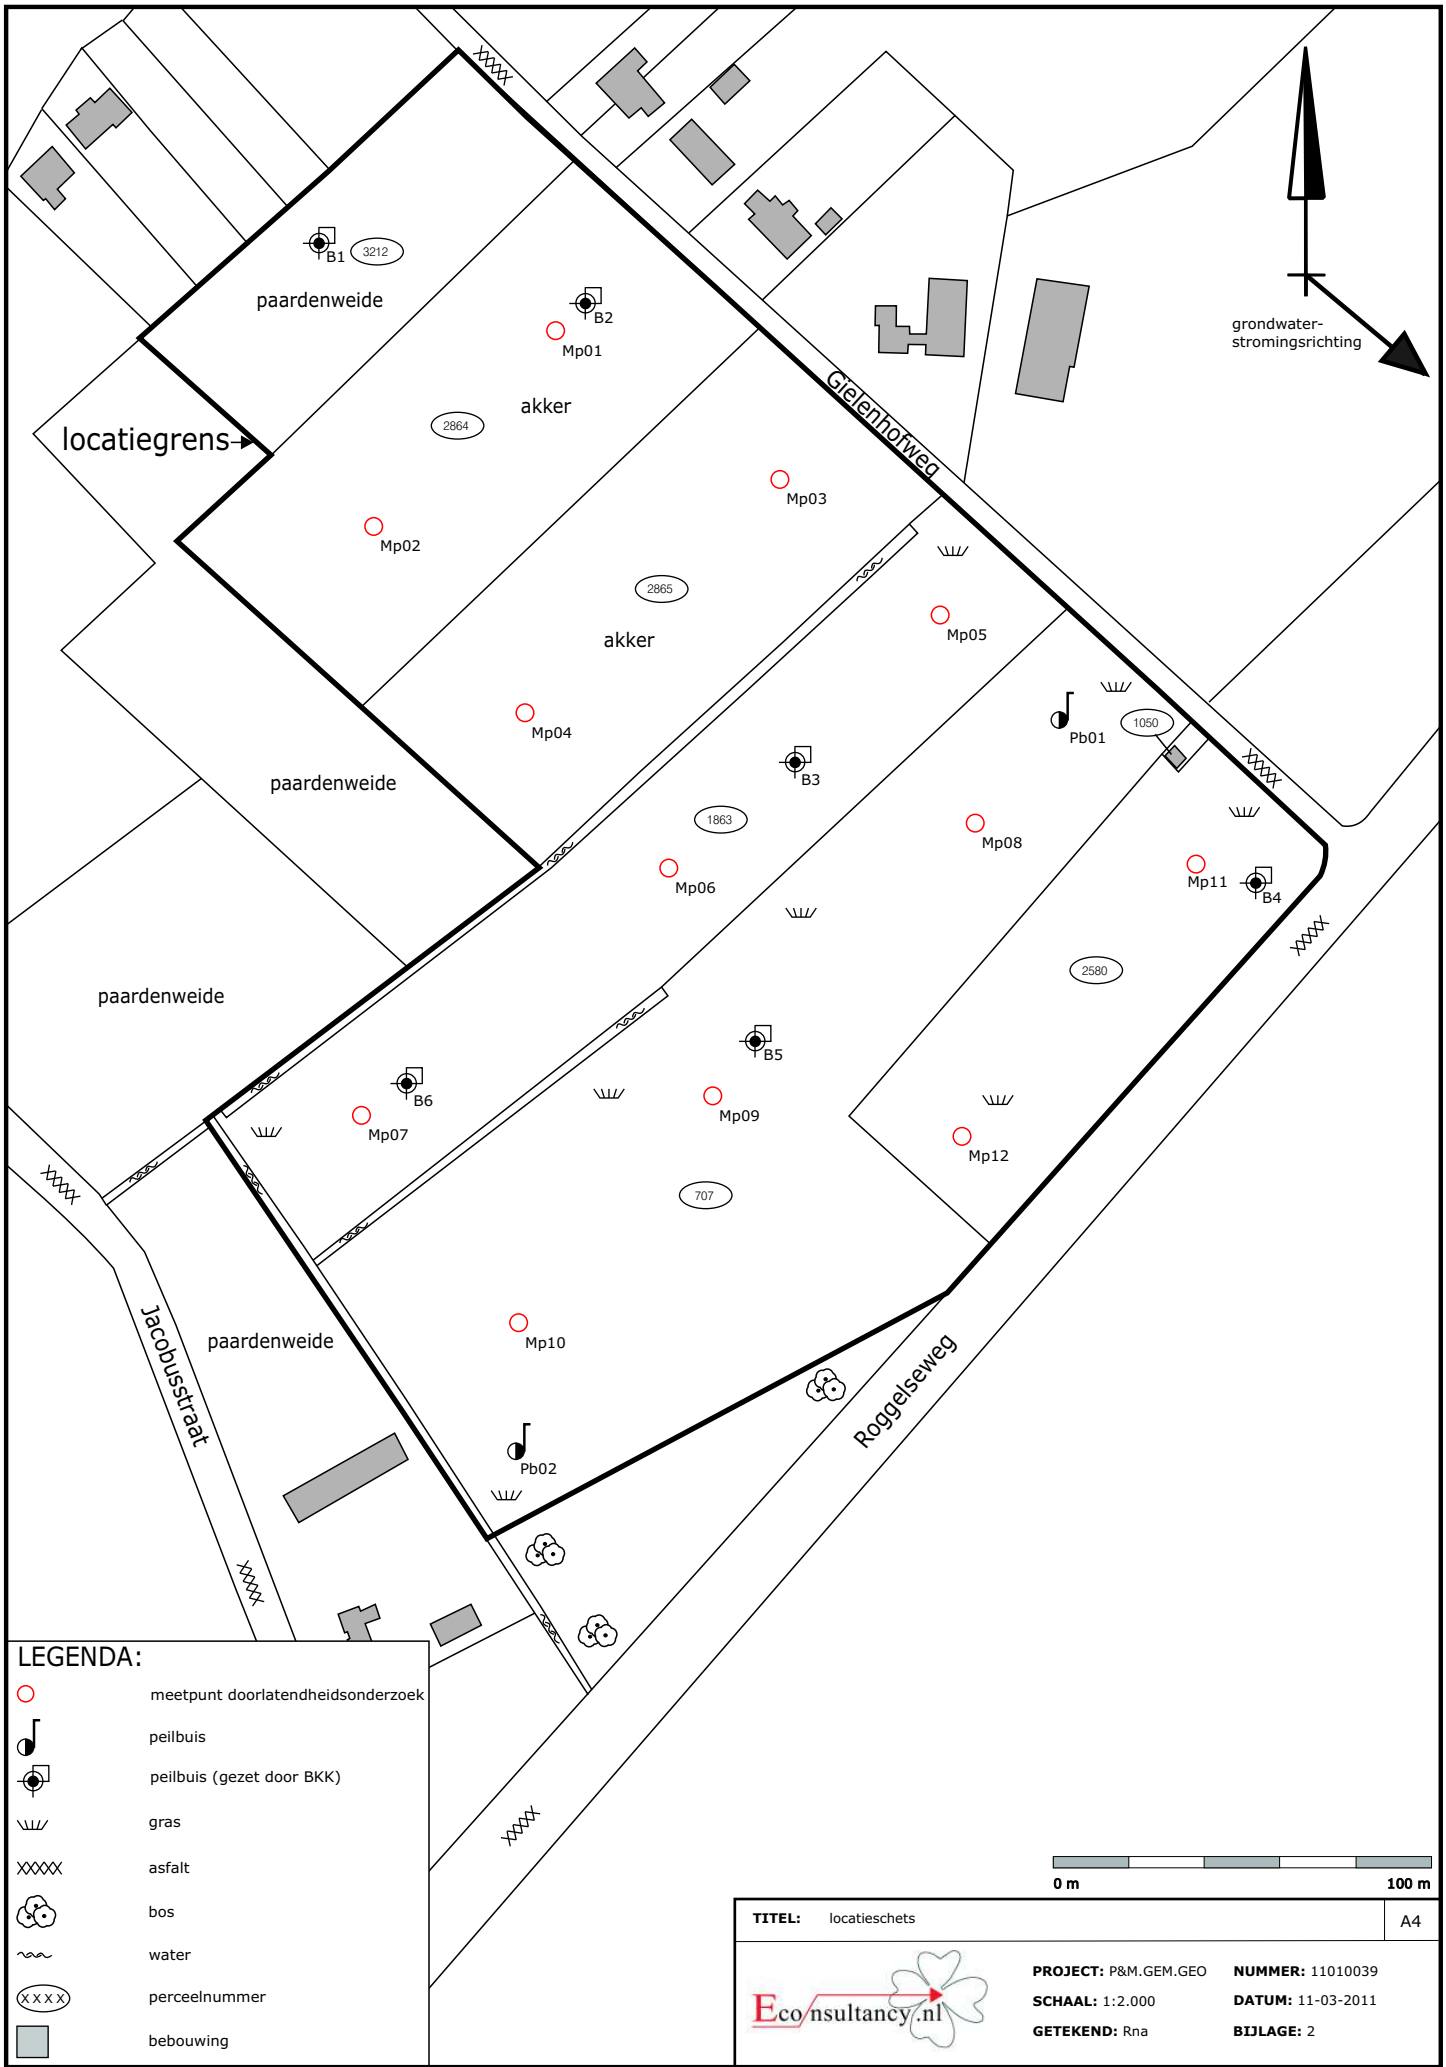 B1
3212
paardenweide
B2
Mp01
akker
2864
locatiegrens
Mp02
Gielenhofweg
grondwater-
stromingsrichting
Mp03
2865
akker
Mp04
paardenweide
Mp05
Pb01
1050
B3
1863
Mp06
Mp08
Mp11
B4
2580
paardenweide
B5
Mp09
B6
Mp07
Mp12
707
Jacobusstraat
paardenweide
Mp10
Pb02
Roggelseweg
LEGENDA:
meetpunt doorlatendheidsonderzoek
peilbuis
peilbuis (gezet door BKK)
gras
asfalt
bos
water
XXXX perceelnummer
bebouwing
0 m 100 m
TITEL: locatieschets A4
Econsultancy.nl
PROJECT: P&M.GEM.GEO NUMMER: 11010039
SCHAAL: 1:2.000 DATUM: 11-03-2011
GETEKEND: Rna BIJLAGE: 2